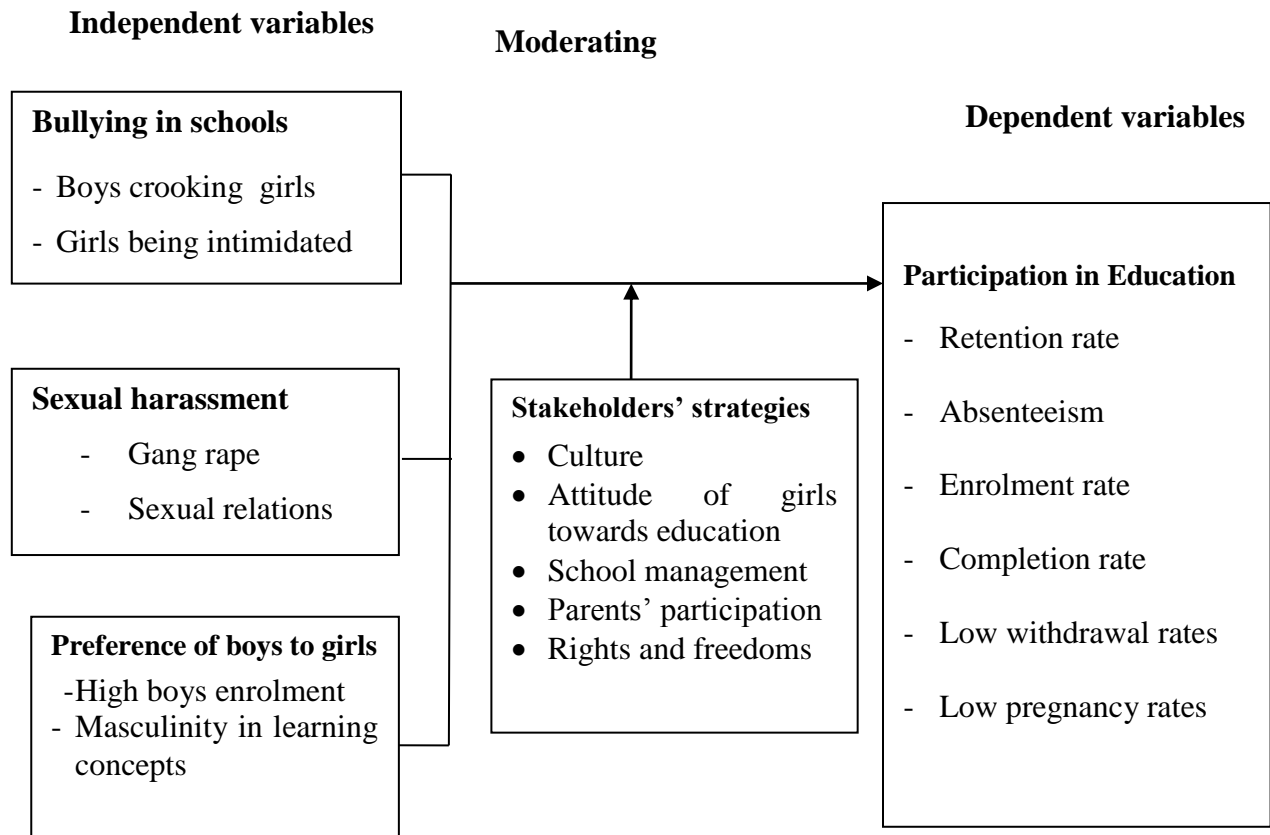 Independent variables
Moderating
Dependent variables
Bullying in schools
- Boys crooking girls
- Girls being intimidated
Sexual harassment
- Gang rape
- Sexual relations
Preference of boys to girls
-High boys enrolment
- Masculinity in learning
concepts
Stakeholders’ strategies
• Culture
• Attitude of girls
towards education
• School management
• Parents’ participation
• Rights and freedoms
Participation in Education
- Retention rate
- Absenteeism
- Enrolment rate
- Completion rate
- Low withdrawal rates
- Low pregnancy rates